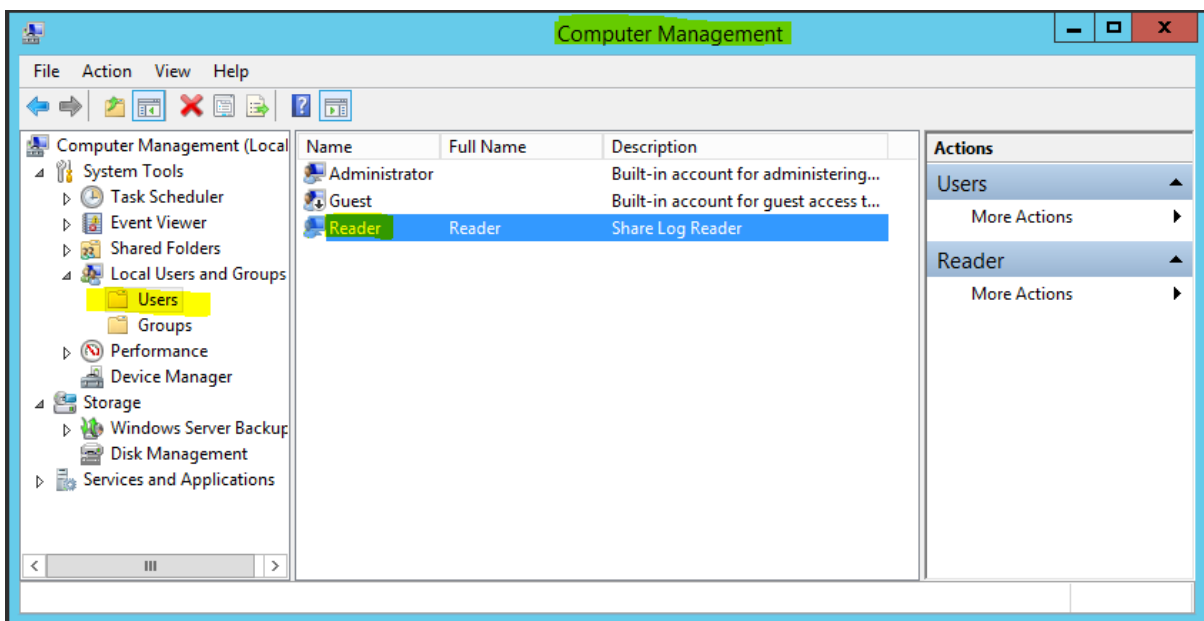 Computer Management
File Action View Help
Computer Management (Local
System Tools
Task Scheduler
Event Viewer
Shared Folders
Local Users and Groups
Users
Groups
Performance
Device Manager
Storage
Windows Server Backup
Disk Management
Services and Applications
Name Full Name Description
Administrator Built-in account for administering...
Guest Built-in account for guest access t...
Reader Reader Share Log Reader
Actions
Users
More Actions
Reader
More Actions